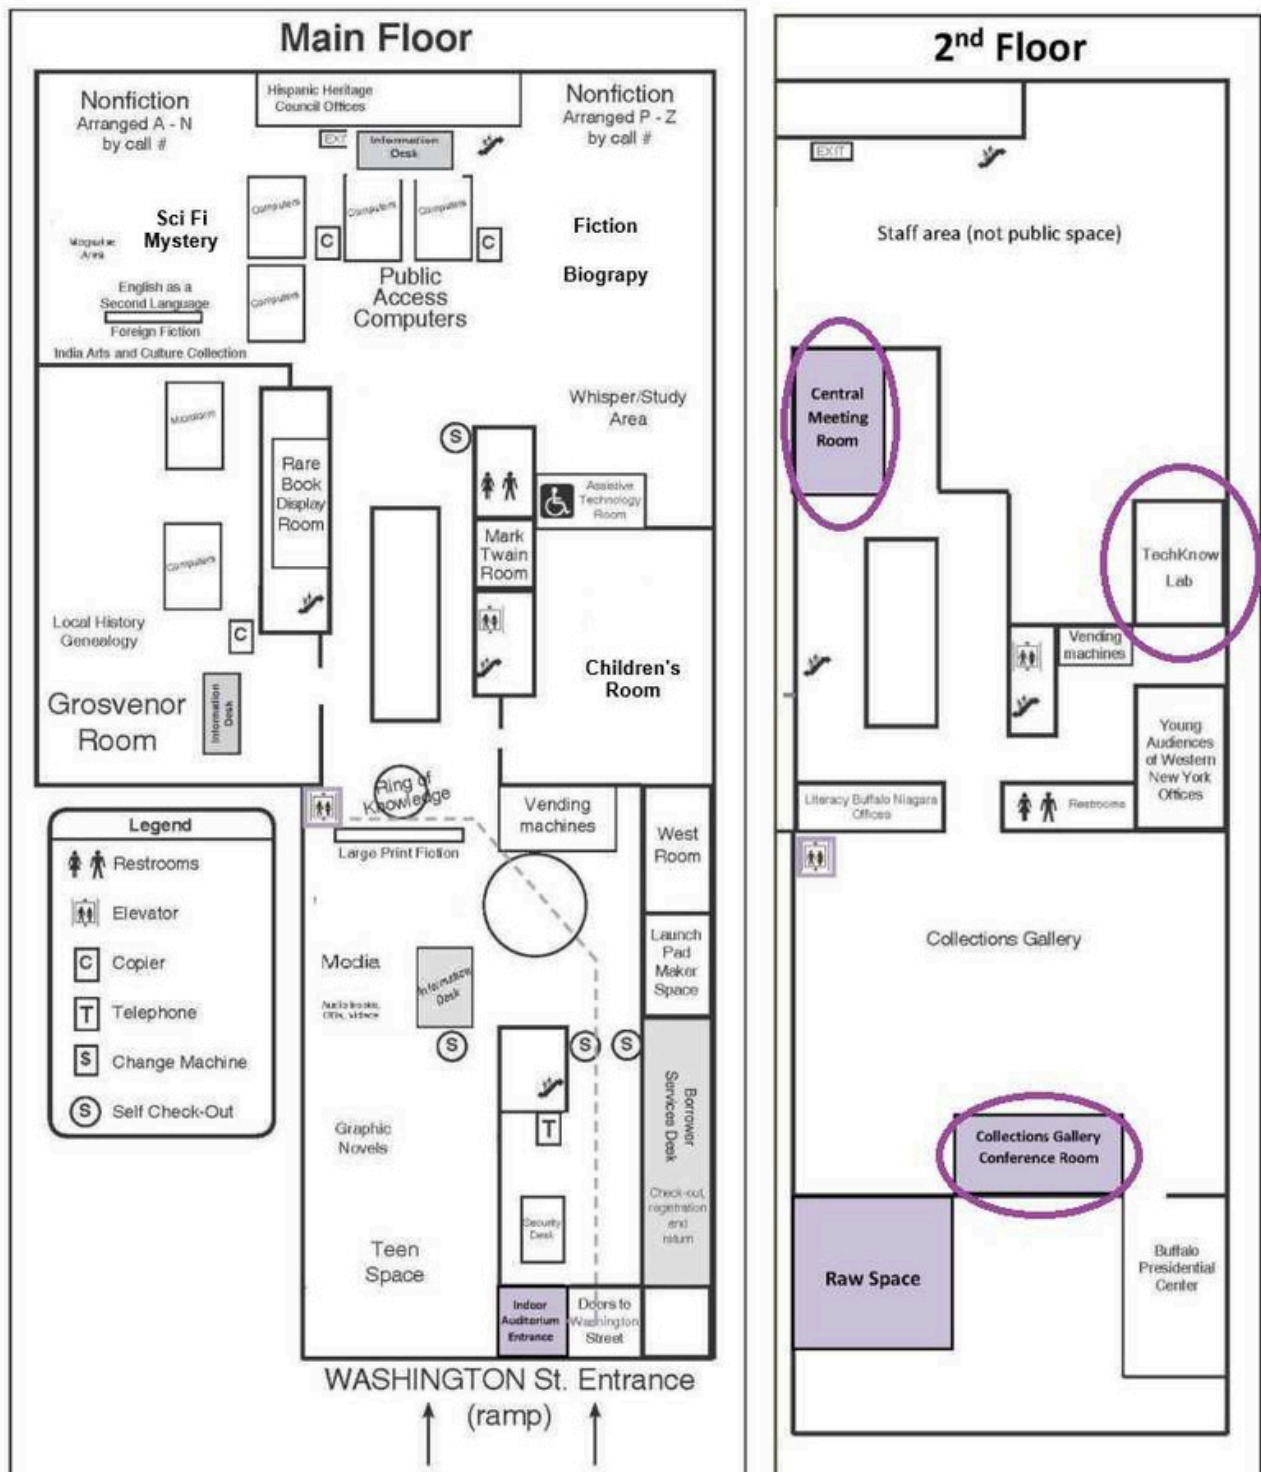 Main Floor
Nonfiction
Arranged A - N
by call #
Hispanic Heritage
Council Offices
Nonfiction
Arranged P - Z
by call #
EXIT
Information
Desk
Sci Fi
Mystery
Magazine
Area
Computers
Computers
Computers
C
C
Fiction
Biograpy
Public
Access
Computers
Computers
English as a
Second Language
Foreign Fiction
India Arts and Culture Collection
Microform
Rare
Book
Display
Room
S
Whisper/Study
Area
Assistive
Technology
Room
Mark
Twain
Room
Computers
Local History
Genealogy
C
Children's
Room
Grosvenor
Room
Information
Desk
Ring of
Knowledge
Vending
machines
West
Room
Large Print Fiction
Launch
Pad
Maker
Space
Media
Audio books,
CDs, videos
Information
Desk
S
S
S
Borrower
Services Desk
Check-out,
registration
and
return
T
Graphic
Novels
Security
Desk
Teen
Space
Indoor
Auditorium
Entrance
Doors to
Washington
Street
WASHINGTON St. Entrance
(ramp)
Legend
Restrooms
Elevator
C Copier
T Telephone
$ Change Machine
S Self Check-Out
2nd Floor
EXIT
Staff area (not public space)
Central
Meeting
Room
TechKnow
Lab
Vending
machines
Young
Audiences
of Western
New York
Offices
Literacy Buffalo Niagara
Offices
Restrooms
Collections Gallery
Collections Gallery
Conference Room
Raw Space
Buffalo
Presidential
Center